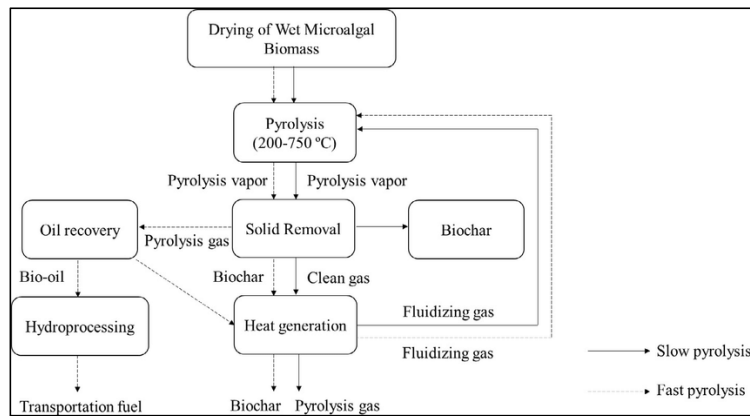 Drying of Wet Microalgal
Biomass
Pyrolysis
(200-750 ºC)
Pyrolysis vapor
Pyrolysis vapor
Oil recovery
Pyrolysis gas
Solid Removal
Biochar
Bio-oil
Biochar
Clean gas
Hydroprocessing
Heat generation
Fluidizing gas
Fluidizing gas
Slow pyrolysis
Fast pyrolysis
Transportation fuel
Biochar
Pyrolysis gas